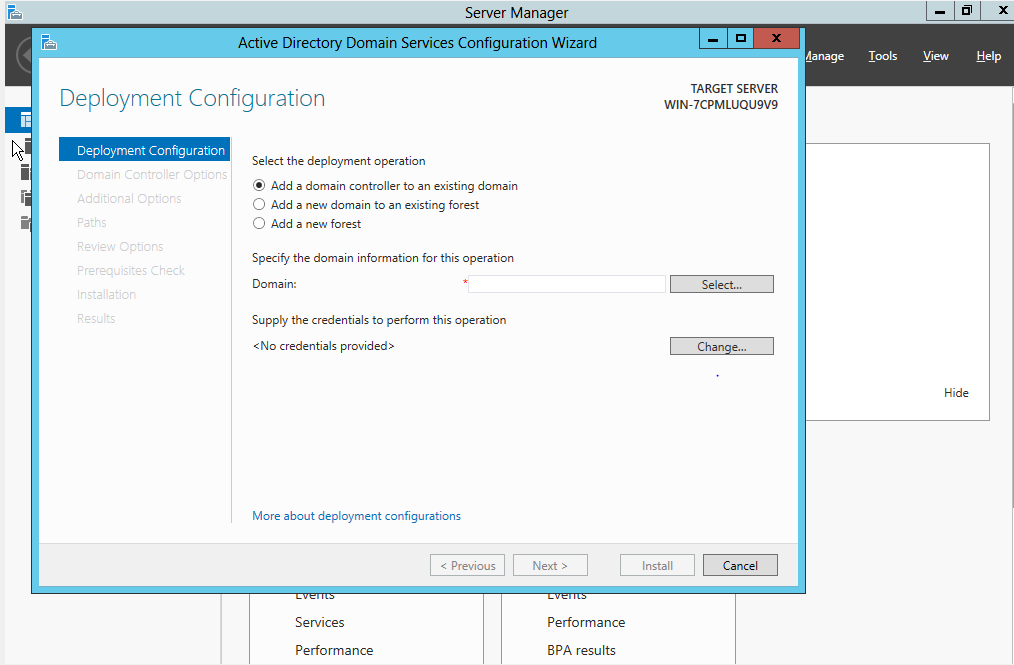 Server Manager
Active Directory Domain Services Configuration Wizard
Manage Tools View Help
Deployment Configuration
TARGET SERVER
WIN-7CPMLUQU9V9
Deployment Configuration
Domain Controller Options
Additional Options
Paths
Review Options
Prerequisites Check
Installation
Results
Select the deployment operation
Add a domain controller to an existing domain
Add a new domain to an existing forest
Add a new forest
Specify the domain information for this operation
Domain: * Select...
Supply the credentials to perform this operation
<No credentials provided> Change...
Hide
More about deployment configurations
< Previous Next > Install Cancel
Events Events
Services Performance
Performance BPA results